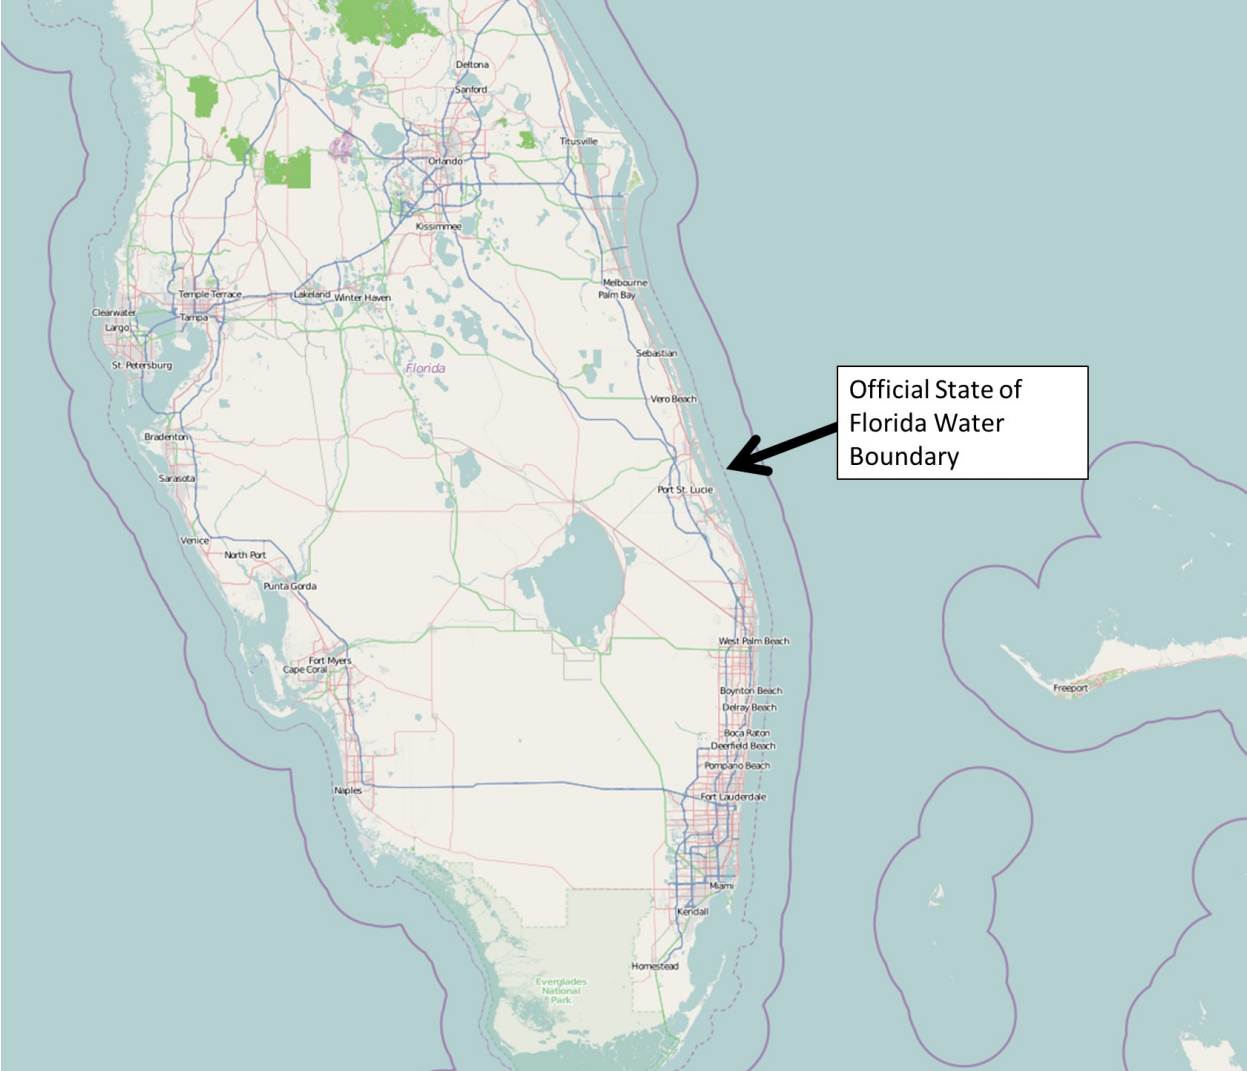 Deltona
Sanford
Titusville
Orlando
Kissimmee
Melbourne
Palm Bay
Temple Terrace
Lakeland
Winter Haven
Clearwater
Tampa
Largo
Sebastian
St. Petersburg
Florida
Official State of
Florida Water
Boundary
Vero Beach
Bradenton
Sarasota
Port St. Lucie
Venice
North Port
Punta Gorda
West Palm Beach
Fort Myers
Cape Coral
Freeport
Boynton Beach
Delray Beach
Boca Raton
Deerfield Beach
Pompano Beach
Naples
Fort Lauderdale
Miami
Kendall
Homestead
Everglades
National
Park